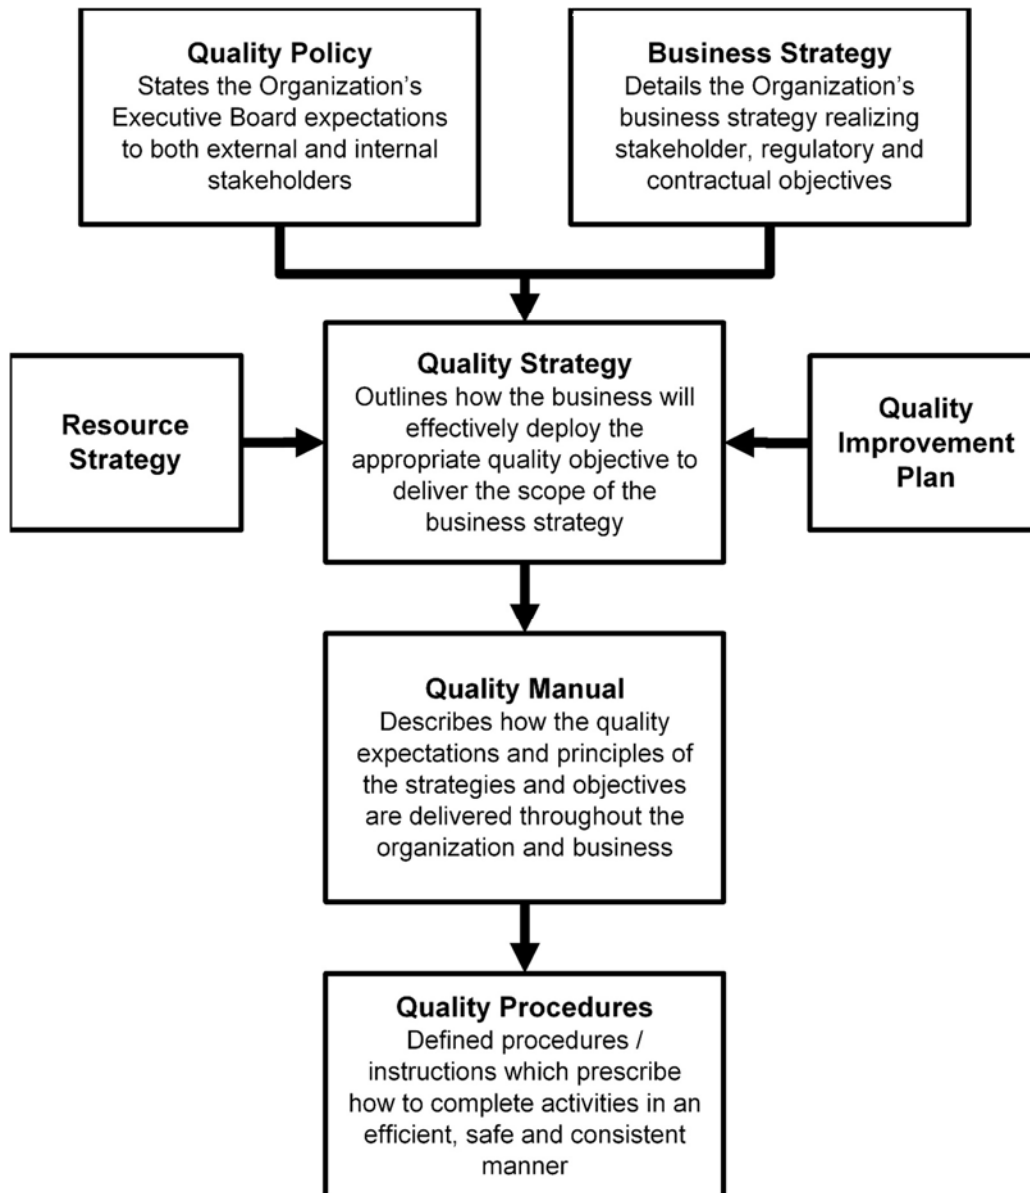 Quality Policy
States the Organization's
Executive Board expectations
to both external and internal
stakeholders
Business Strategy
Details the Organization's
business strategy realizing
stakeholder, regulatory and
contractual objectives
Resource
Strategy
Quality Strategy
Outlines how the business will
effectively deploy the
appropriate quality objective to
deliver the scope of the
business strategy
Quality
Improvement
Plan
Quality Manual
Describes how the quality
expectations and principles of
the strategies and objectives
are delivered throughout the
organization and business
Quality Procedures
Defined procedures /
instructions which prescribe
how to complete activities in an
efficient, safe and consistent
manner